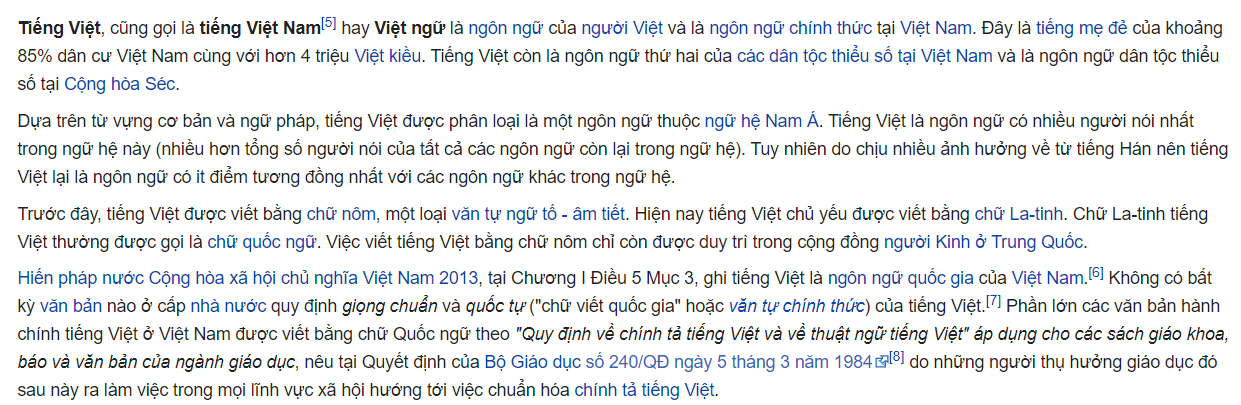 Tiếng Việt, cũng gọi là tiếng Việt Nam[5] hay Việt ngữ là ngôn ngữ của người Việt và là ngôn ngữ chính thức tại Việt Nam. Đây là tiếng mẹ đẻ của khoảng
85% dân cư Việt Nam cùng với hơn 4 triệu Việt kiều. Tiếng Việt còn là ngôn ngữ thứ hai của các dân tộc thiểu số tại Việt Nam và là ngôn ngữ dân tộc thiểu
số tại Cộng hòa Séc.
Dựa trên từ vựng cơ bản và ngữ pháp, tiếng Việt được phân loại là một ngôn ngữ thuộc ngữ hệ Nam Á. Tiếng Việt là ngôn ngữ có nhiều người nói nhất
trong ngữ hệ này (nhiều hơn tổng số người nói của tất cả các ngôn ngữ còn lại trong ngữ hệ). Tuy nhiên do chịu nhiều ảnh hưởng về từ tiếng Hán nên tiếng
Việt lại là ngôn ngữ có it điểm tương đồng nhất với các ngôn ngữ khác trong ngữ hệ.
Trước đây, tiếng Việt được viết bằng chữ nôm, một loại văn tự ngữ tố - âm tiết. Hiện nay tiếng Việt chủ yếu được viết bằng chữ La-tinh. Chữ La-tinh tiếng
Việt thường được gọi là chữ quốc ngữ. Việc viết tiếng Việt bằng chữ nôm chỉ còn được duy trì trong cộng đồng người Kinh ở Trung Quốc.
Hiến pháp nước Cộng hòa xã hội chủ nghĩa Việt Nam 2013, tại Chương I Điều 5 Mục 3, ghi tiếng Việt là ngôn ngữ quốc gia của Việt Nam.[6] Không có bất
kỳ văn bản nào ở cấp nhà nước quy định giọng chuẩn và quốc tự ("chữ viết quốc gia" hoặc văn tự chính thức) của tiếng Việt.[7] Phần lớn các văn bản hành
chính tiếng Việt ở Việt Nam được viết bằng chữ Quốc ngữ theo "Quy định về chính tả tiếng Việt và về thuật ngữ tiếng Việt" áp dụng cho các sách giáo khoa,
báo và văn bản của ngành giáo dục, nêu tại Quyết định của Bộ Giáo dục số 240/QĐ ngày 5 tháng 3 năm 1984[8] do những người thụ hưởng giáo dục đó
sau này ra làm việc trong mọi lĩnh vực xã hội hướng tới việc chuẩn hóa chính tả tiếng Việt.